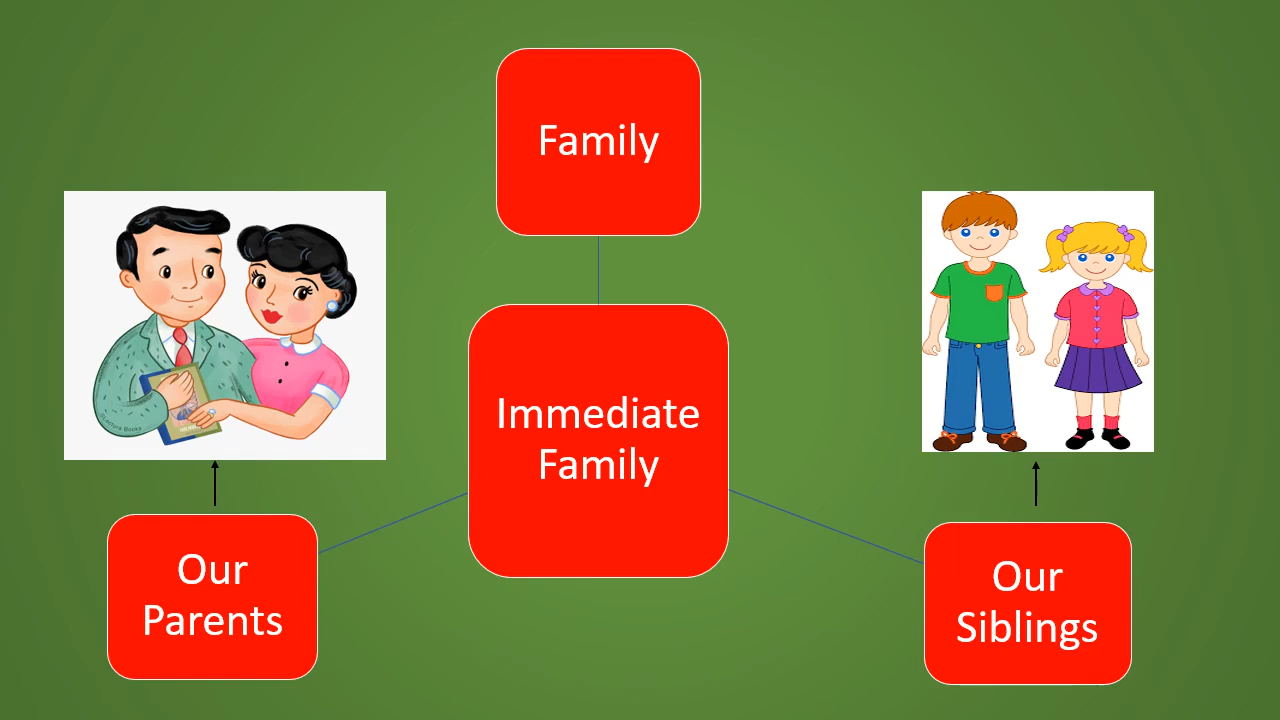 Family
Immediate
Family
Our
Parents
Our
Siblings